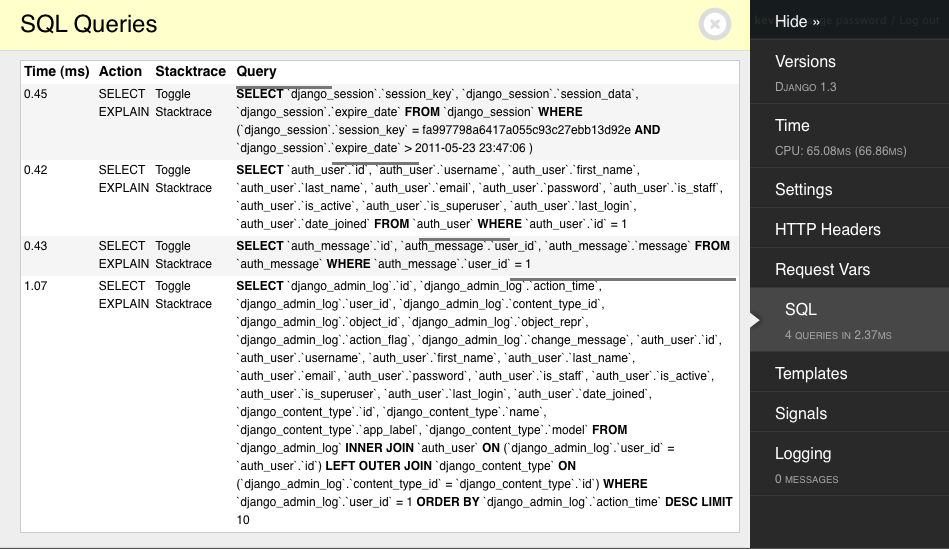 SQL Queries
Time (ms) Action Stacktrace Query
0.45 SELECT Toggle SELECT `django_session`.`session_key`, `django_session`.`session_data`,
EXPLAIN Stacktrace `django_session`.`expire_date` FROM `django_session` WHERE
(`django_session`.`session_key` = fa997798a6417a055c93c27ebb13d92e AND
`django_session`.`expire_date` > 2011-05-23 23:47:06 )
0.42 SELECT Toggle SELECT `auth_user`.`id`, `auth_user`.`username`, `auth_user`.`first_name`,
EXPLAIN Stacktrace `auth_user`.`last_name`, `auth_user`.`email`, `auth_user`.`password`, `auth_user`.`is_staff`,
`auth_user`.`is_active`, `auth_user`.`is_superuser`, `auth_user`.`last_login`,
`auth_user`.`date_joined` FROM `auth_user` WHERE `auth_user`.`id` = 1
0.43 SELECT Toggle SELECT `auth_message`.`id`, `auth_message`.`user_id`, `auth_message`.`message` FROM
EXPLAIN Stacktrace `auth_message` WHERE `auth_message`.`user_id` = 1
1.07 SELECT Toggle SELECT `django_admin_log`.`id`, `django_admin_log`.`action_time`,
EXPLAIN Stacktrace `django_admin_log`.`user_id`, `django_admin_log`.`content_type_id`,
`django_admin_log`.`object_id`, `django_admin_log`.`object_repr`,
`django_admin_log`.`action_flag`, `django_admin_log`.`change_message`, `auth_user`.`id`,
`auth_user`.`username`, `auth_user`.`first_name`, `auth_user`.`last_name`,
`auth_user`.`email`, `auth_user`.`password`, `auth_user`.`is_staff`, `auth_user`.`is_active`,
`auth_user`.`is_superuser`, `auth_user`.`last_login`, `auth_user`.`date_joined`,
`django_content_type`.`id`, `django_content_type`.`name`,
`django_content_type`.`app_label`, `django_content_type`.`model` FROM
`django_admin_log` INNER JOIN `auth_user` ON (`django_admin_log`.`user_id` =
`auth_user`.`id`) LEFT OUTER JOIN `django_content_type` ON
(`django_admin_log`.`content_type_id` = `django_content_type`.`id`) WHERE
`django_admin_log`.`user_id` = 1 ORDER BY `django_admin_log`.`action_time` DESC LIMIT
10
Hide »
password / Log out
Versions
DJANGO 1.3
Time
CPU: 65.08MS (66.86MS)
Settings
HTTP Headers
Request Vars
SQL
4 QUERIES IN 2.37MS
Templates
Signals
Logging
0 MESSAGES